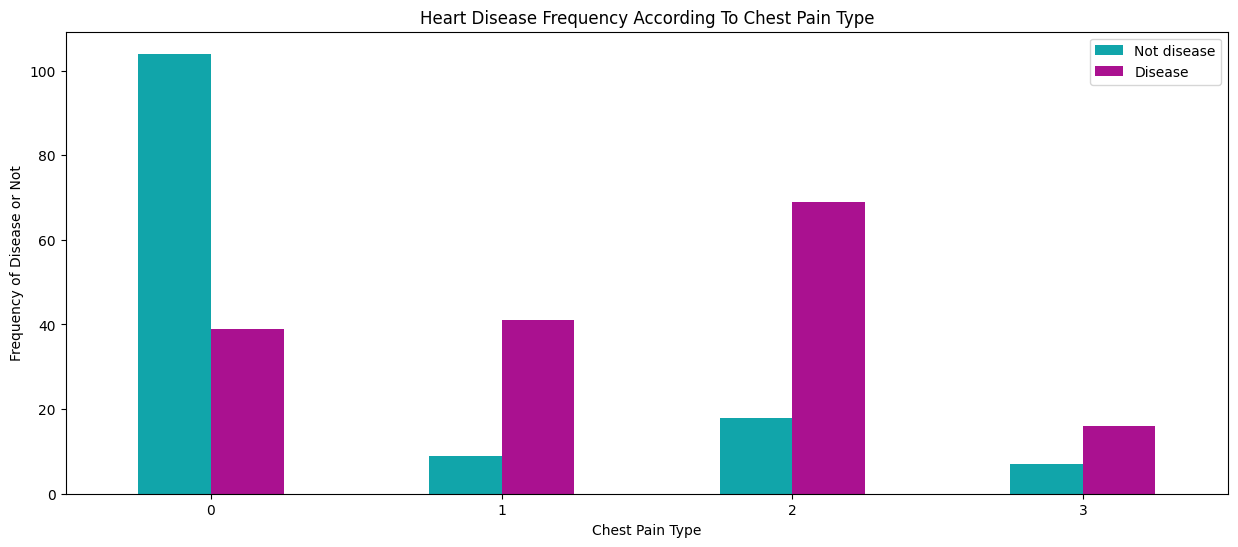 Heart Disease Frequency According To Chest Pain Type
Not disease
Disease
Frequency of Disease or Not
100
80
60
40
20
0
0 1 2 3
Chest Pain Type